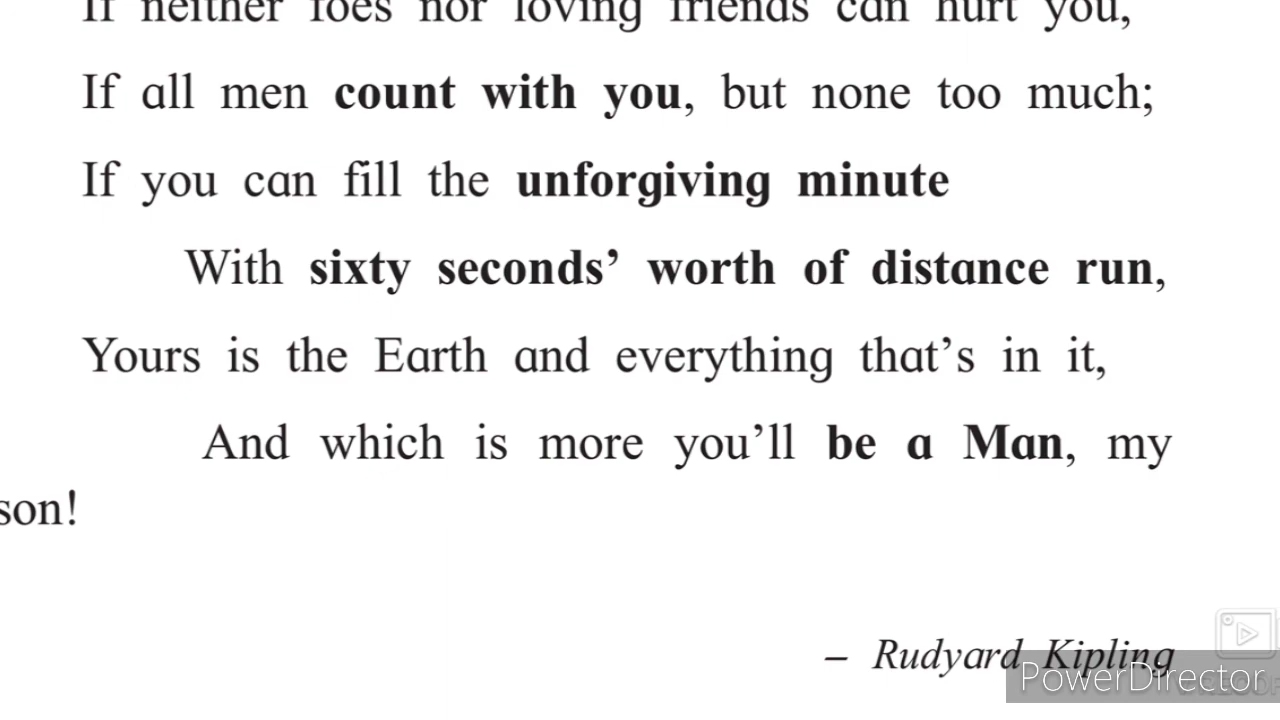 If neither foes nor loving friends can hurt you,
If all men count with you, but none too much;
If you can fill the unforgiving minute
With sixty seconds’ worth of distance run,
Yours is the Earth and everything that’s in it,
And which is more you’ll be a Man, my
son!
– Rudyard Kipling
PowerDirector